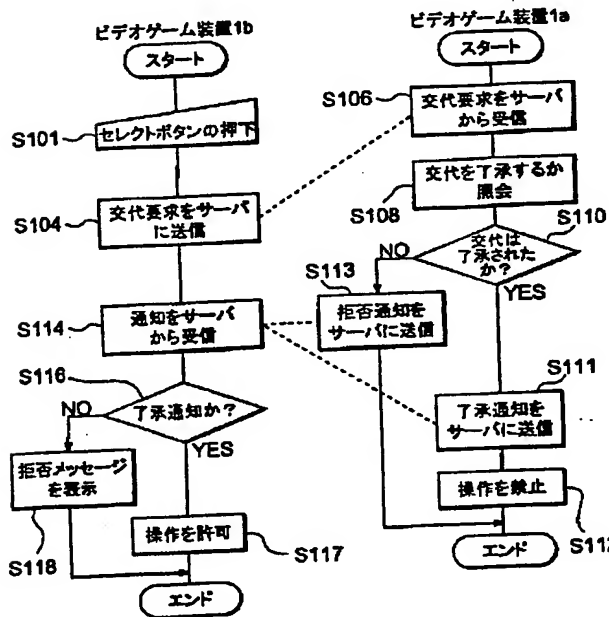 ビデオゲーム装置1b
スタート
S101
セレクトボタンの押下
S104
交代要求をサーバ
に送信
S114
通知をサーバ
から受信
S116
了承通知か?
NO
YES
拒否メッセージ
を表示
S118
操作を許可
S117
エンド
ビデオゲーム装置1a
スタート
S106
交代要求をサーバ
から受信
交代を了承するか
照会
S108
S110
交代は
了承された
か?
NO
YES
S113
拒否通知を
サーバに送信
S111
了承通知を
サーバに送信
操作を禁止
S112
エンド